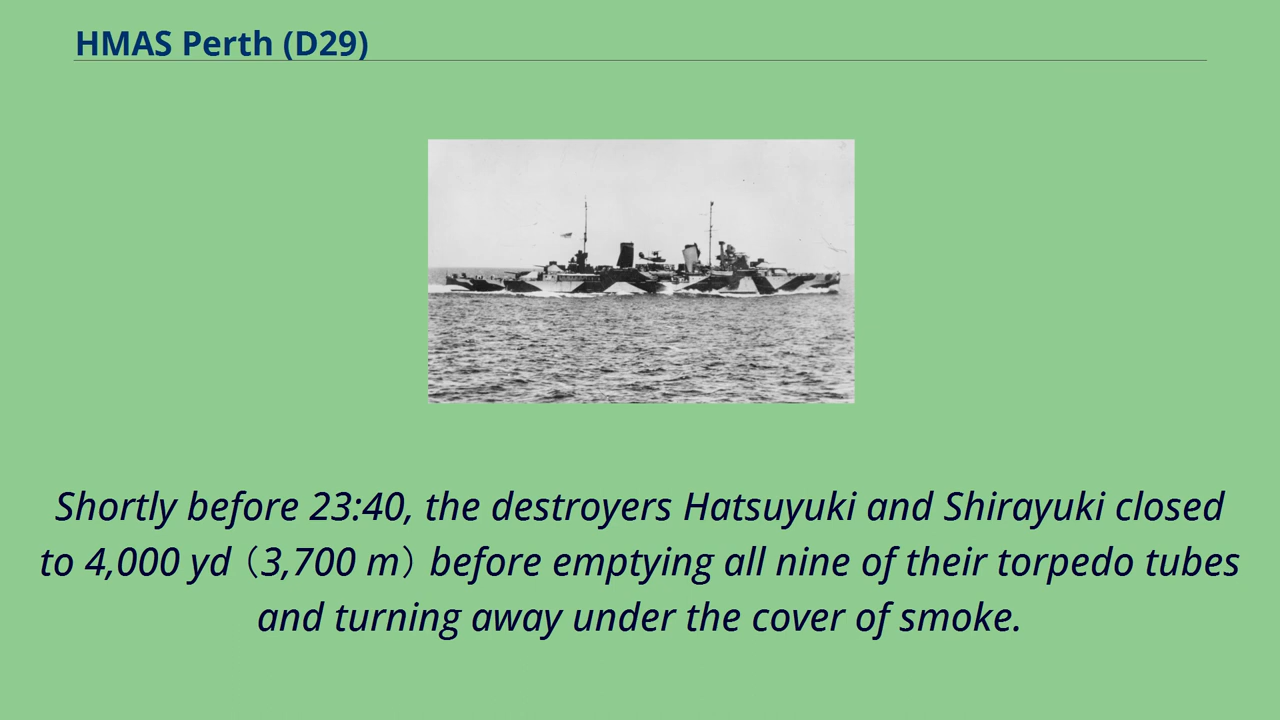 HMAS Perth (D29)
Shortly before 23:40, the destroyers Hatsuyuki and Shirayuki closed
to 4,000 yd（3,700 m）before emptying all nine of their torpedo tubes
and turning away under the cover of smoke.